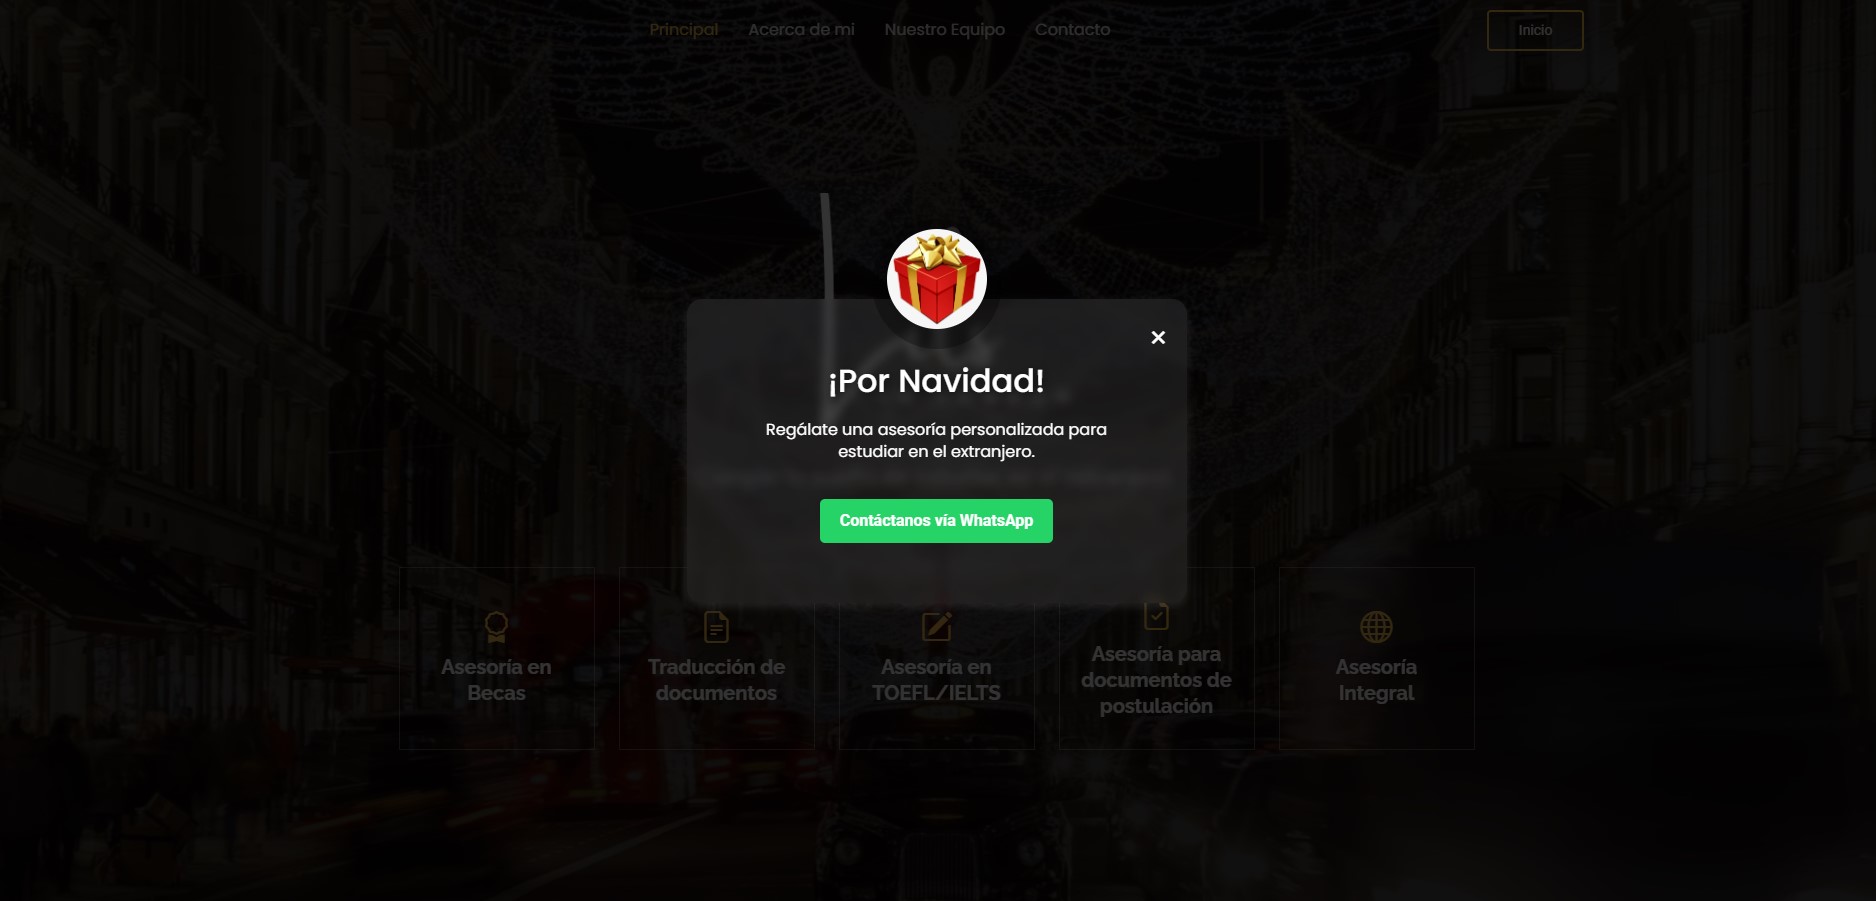 Principal
Acerca de mi
Nuestro Equipo
Contacto
Inicio
¡Por Navidad!
Regálate una asesoría personalizada para
estudiar en el extranjero.
Contáctanos vía WhatsApp
Asesoría en
Becas
Traducción de
documentos
Asesoría en
TOEFL/IELTS
Asesoría para
documentos de
postulación
Asesoría
Integral